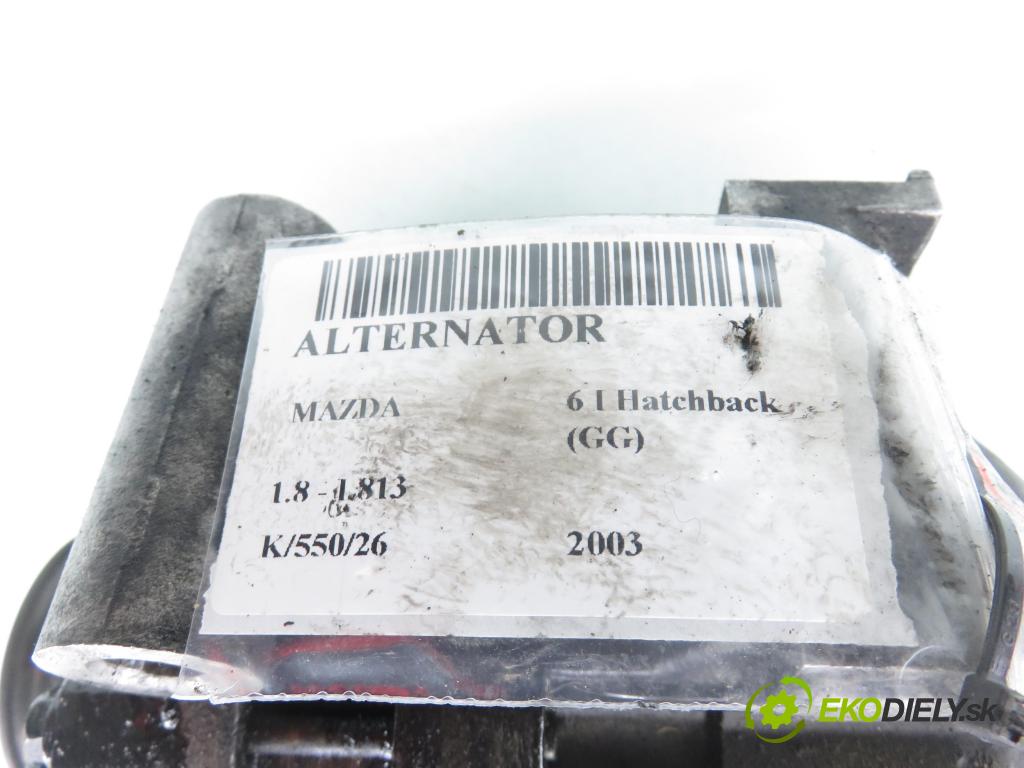 ALTERNATOR
MAZDA
6 I Hatchback
(GG)
1.8 - 1.813
K/550/26
2003
EKODIELY.sk